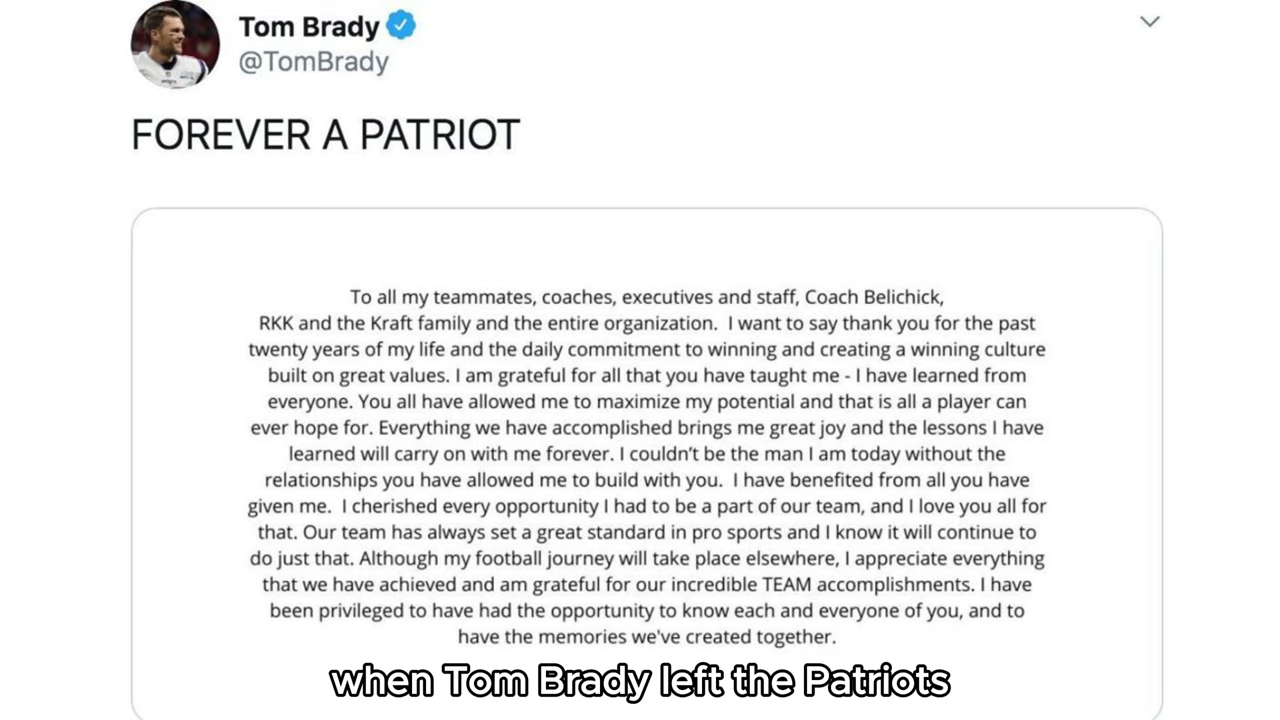 Tom Brady
@TomBrady
FOREVER A PATRIOT
To all my teammates, coaches, executives and staff, Coach Belichick,
RKK and the Kraft family and the entire organization.  I want to say thank you for the past
twenty years of my life and the daily commitment to winning and creating a winning culture
built on great values. I am grateful for all that you have taught me - I have learned from
everyone. You all have allowed me to maximize my potential and that is all a player can
ever hope for. Everything we have accomplished brings me great joy and the lessons I have
learned will carry on with me forever. I couldn’t be the man I am today without the
relationships you have allowed me to build with you.  I have benefited from all you have
given me.  I cherished every opportunity I had to be a part of our team, and I love you all for
that. Our team has always set a great standard in pro sports and I know it will continue to
do just that. Although my football journey will take place elsewhere, I appreciate everything
that we have achieved and am grateful for our incredible TEAM accomplishments. I have
been privileged to have had the opportunity to know each and everyone of you, and to
have the memories we've created together.
when Tom Brady left the Patriots